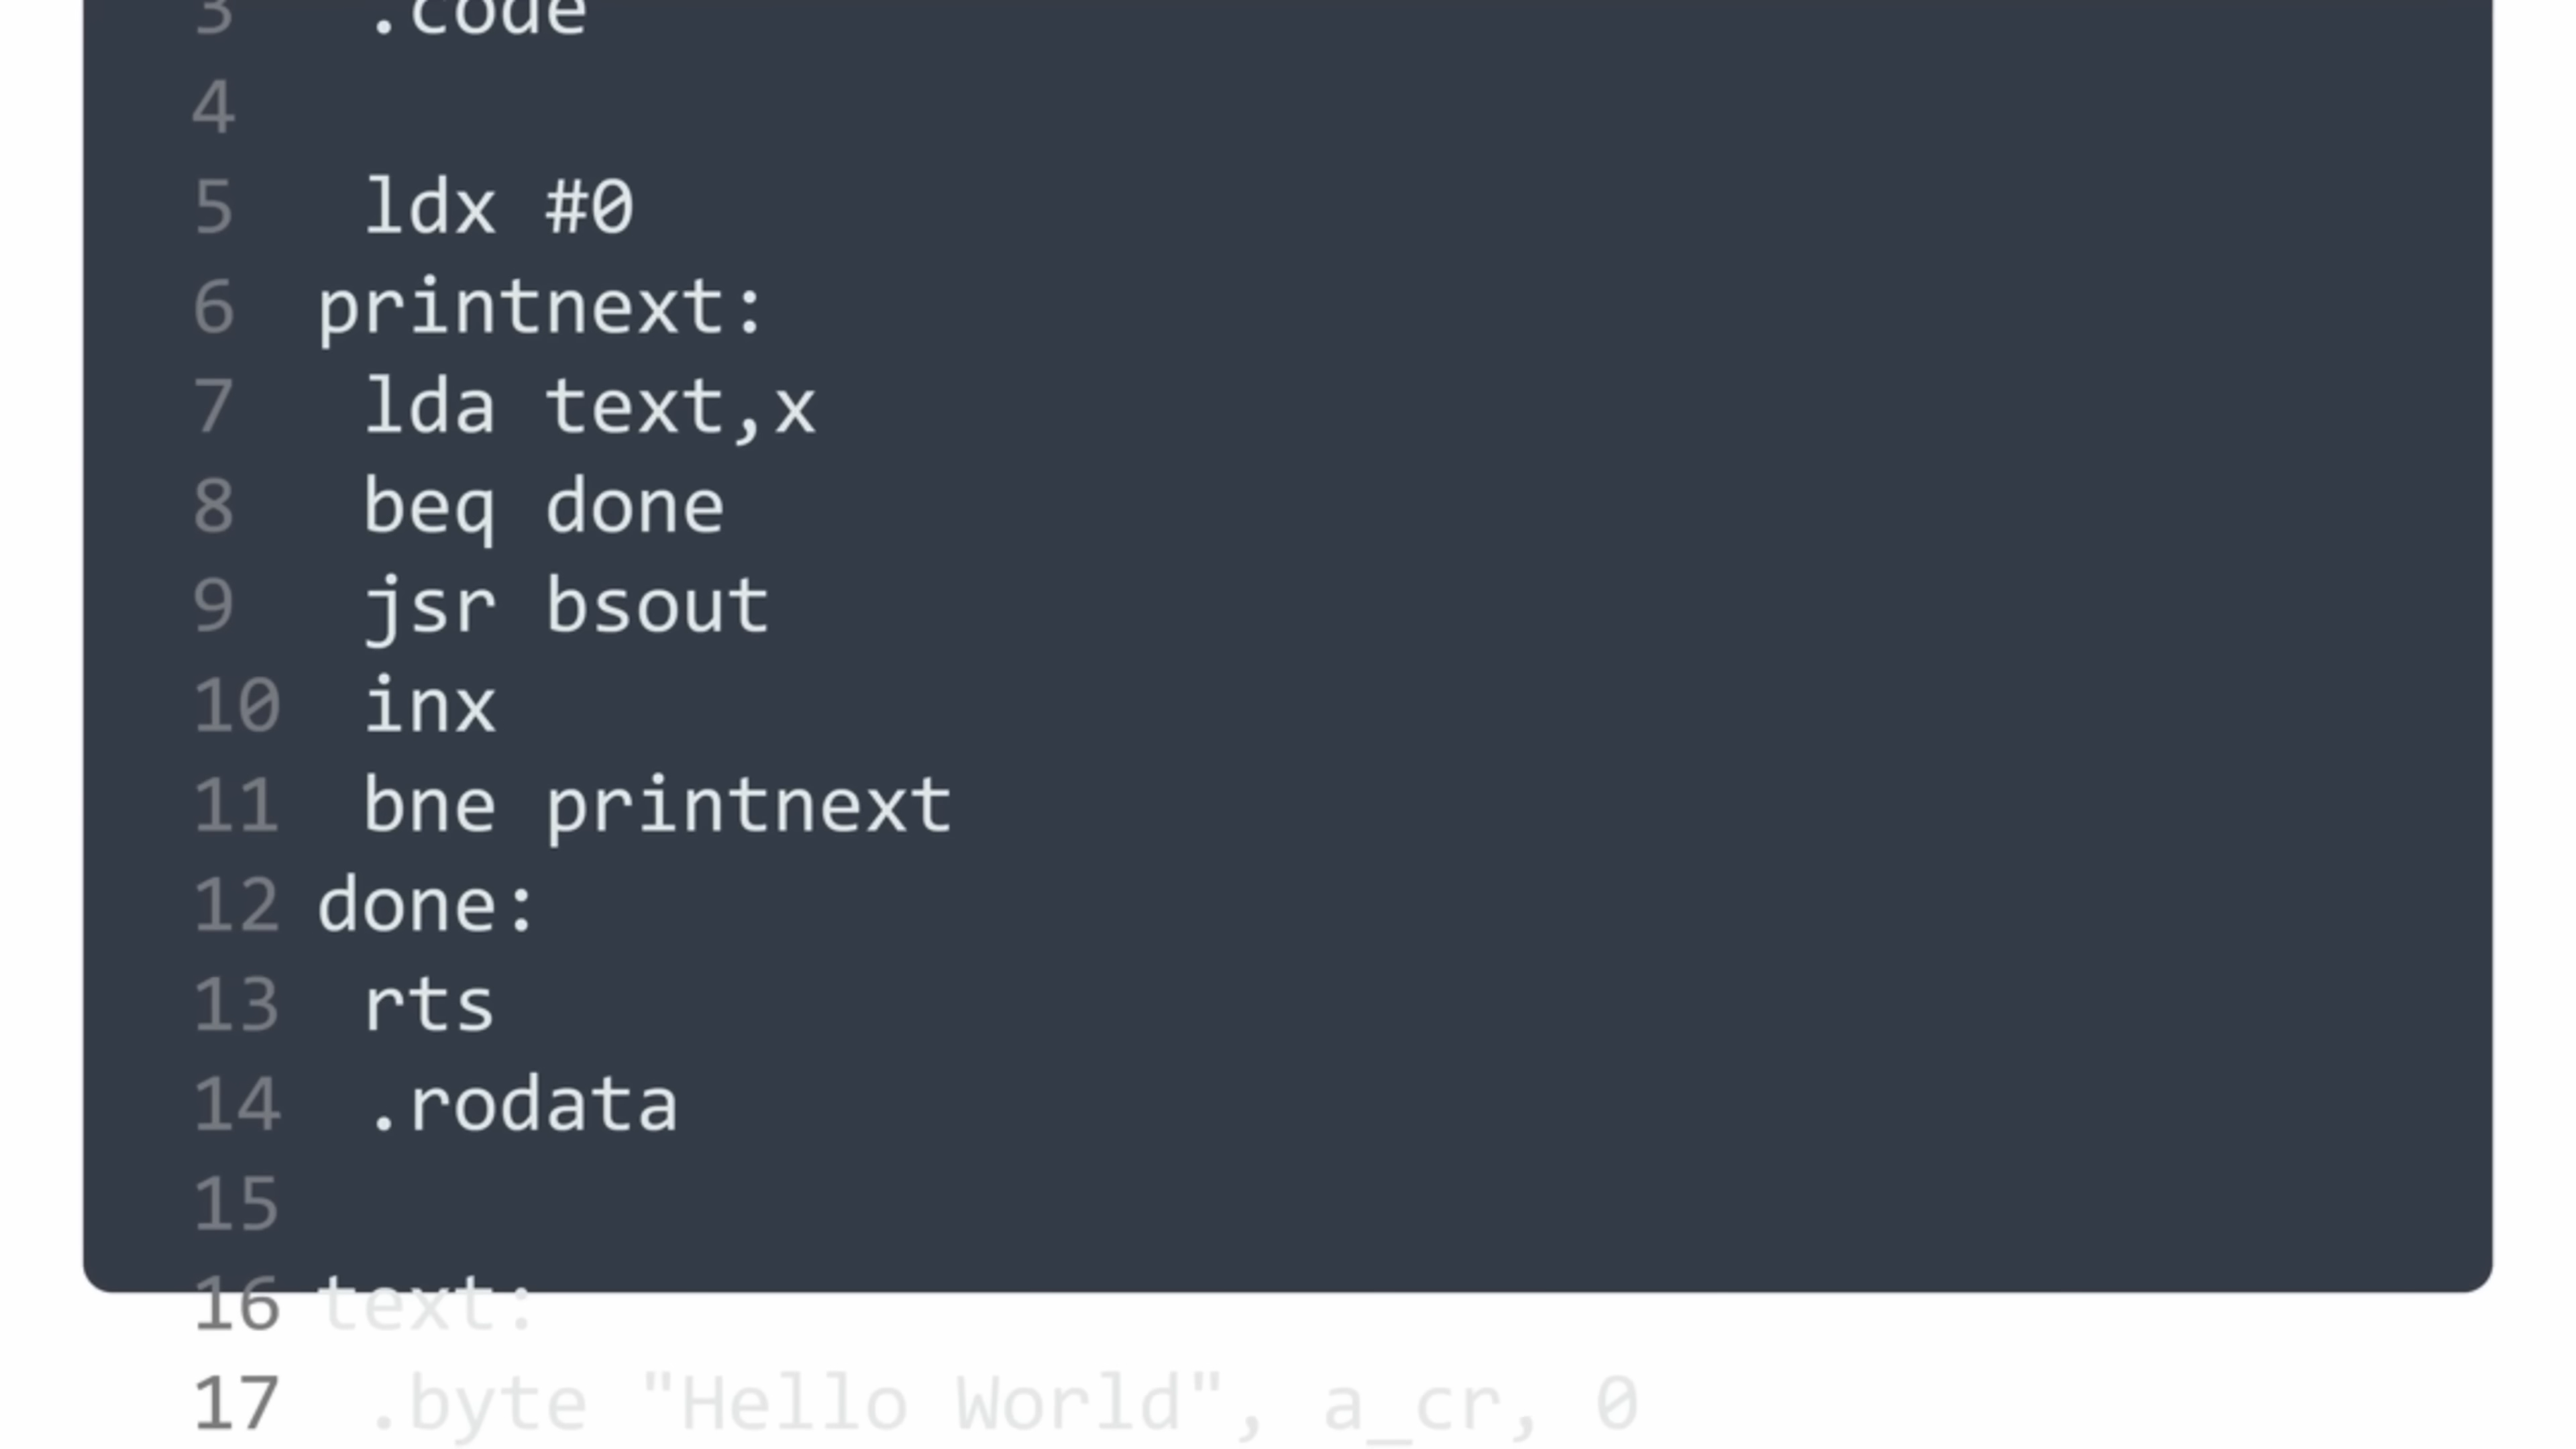 3 .code
4
5 ldx #0
6 printnext:
7 lda text,x
8 beq done
9 jsr bsout
10 inx
11 bne printnext
12 done:
13 rts
14 .rodata
15
16 text:
17 .byte "Hello World", a_cr, 0